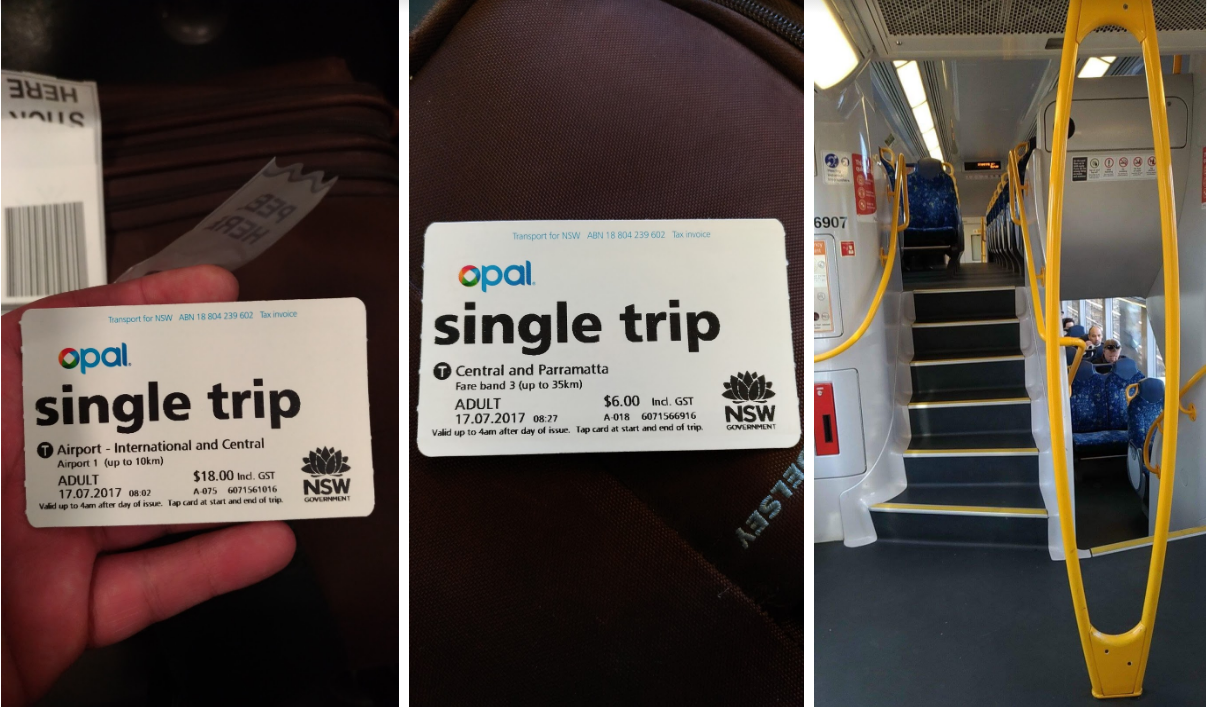 STICK
HERE
PEEL
HERE
Transport for NSW ABN 18 804 239 602 Tax invoice
opal.
single trip
T Airport - International and Central
Airport 1 (up to 10km)
ADULT $18.00 Incl. GST
17.07.2017 08:02 A-075 6071561016
Valid up to 4am after day of issue. Tap card at start and end of trip.
NSW
GOVERNMENT
Transport for NSW ABN 18 804 239 602 Tax invoice
opal.
single trip
T Central and Parramatta
Fare band 3 (up to 35km)
ADULT $6.00 Incl. GST
17.07.2017 08:27 A-018 6071566916
Valid up to 4am after day of issue. Tap card at start and end of trip.
NSW
GOVERNMENT
ELSEY
6907